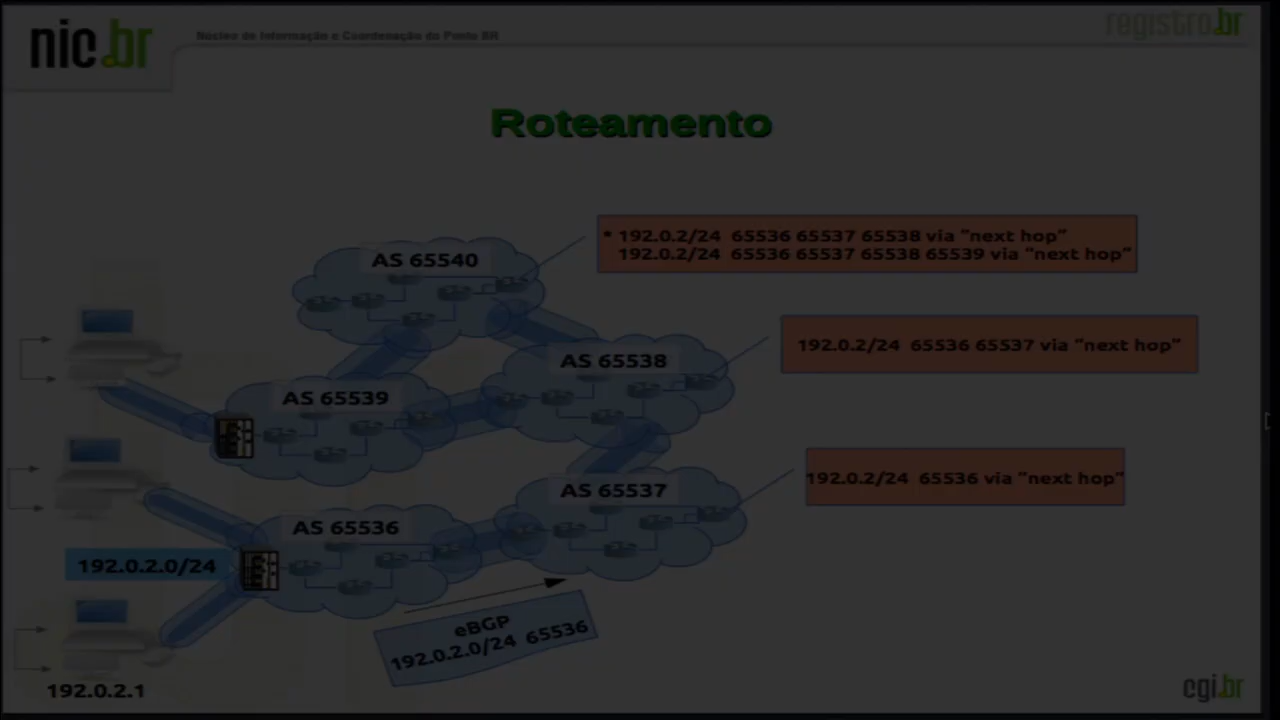 nic.br
Núcleo de Informação e Coordenação do Ponto BR
registro.br
Roteamento
* 192.0.2/24 65536 65537 65538 via "next hop"
192.0.2/24 65536 65537 65538 65539 via "next hop"
AS 65540
192.0.2/24 65536 65537 via "next hop"
AS 65538
AS 65539
192.0.2/24 65536 via "next hop"
AS 65537
AS 65536
192.0.2.0/24
eBGP
192.0.2.0/24 65536
192.0.2.1
cgi.br